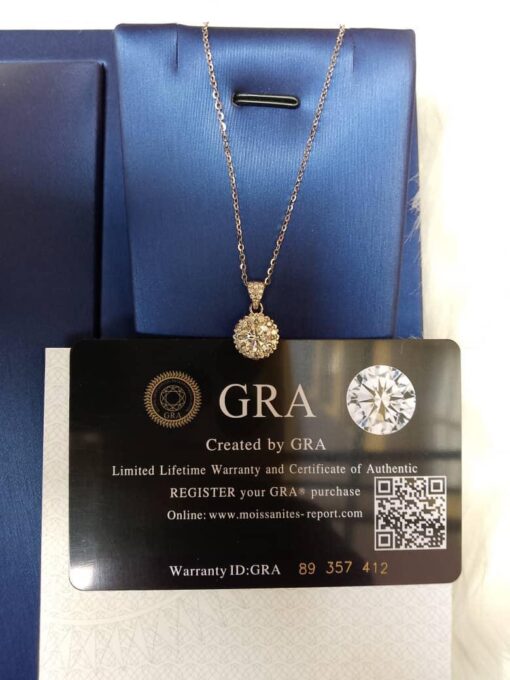 GRA
GRA
Created by GRA
Limited Lifetime Warranty and Certificate of Authentic
REGISTER your GRA® purchase
Online: www.moissanites-report.com
Warranty ID:GRA 89 357 412